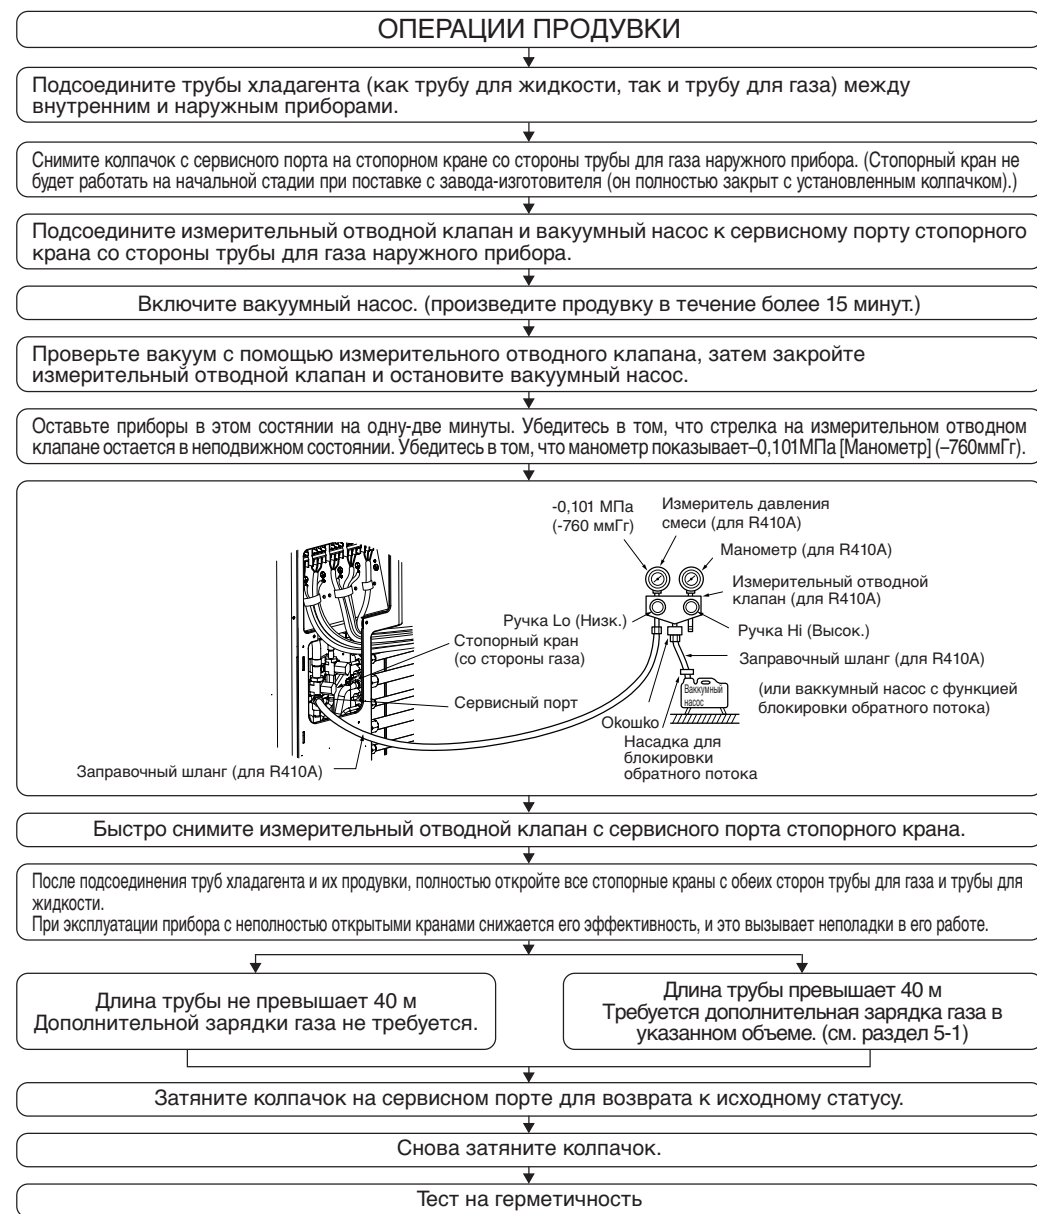 ОПЕРАЦИИ ПРОДУВКИ
Подсоедините трубы хладагента (как трубу для жидкости, так и трубу для газа) между
внутренним и наружным приборами.
Снимите колпачок с сервисного порта на стопорном кране со стороны трубы для газа наружного прибора. (Стопорный кран не
будет работать на начальной стадии при поставке с завода-изготовителя (он полностью закрыт с установленным колпачком).)
Подсоедините измерительный отводной клапан и вакуумный насос к сервисному порту стопорного
крана со стороны трубы для газа наружного прибора.
Включите вакуумный насос. (произведите продувку в течение более 15 минут.)
Проверьте вакуум с помощью измерительного отводного клапана, затем закройте
измерительный отводной клапан и остановите вакуумный насос.
Оставьте приборы в этом состянии на одну-две минуты. Убедитесь в том, что стрелка на измерительном отводном
клапане остается в неподвижном состоянии. Убедитесь в том, что манометр показывает–0,101МПа [Манометр] (–760ммГг).
-0,101 МПа
(-760 ммГг)
Измеритель давления
смеси (для R410A)
Манометр (для R410A)
Измерительный отводной
клапан (для R410A)
Ручка Lo (Низк.)
Ручка Hi (Высок.)
Стопорный кран
(со стороны газа)
Заправочный шланг (для R410A)
Сервисный порт
Ваккумный
насос
(или ваккумный насос с функцией
блокировки обратного потока)
Окошко
Насадка для
блокировки
обратного потока
Заправочный шланг (для R410A)
Быстро снимите измерительный отводной клапан с сервисного порта стопорного крана.
После подсоединения труб хладагента и их продувки, полностью откройте все стопорные краны с обеих сторон трубы для газа и трубы для
жидкости.
При эксплуатации прибора с неполностью открытыми кранами снижается его эффективность, и это вызывает неполадки в его работе.
Длина трубы не превышает 40 м
Дополнительной зарядки газа не требуется.
Длина трубы превышает 40 м
Требуется дополнительная зарядка газа в
указанном объеме. (см. раздел 5-1)
Затяните колпачок на сервисном порте для возврата к исходному статусу.
Снова затяните колпачок.
Тест на герметичность